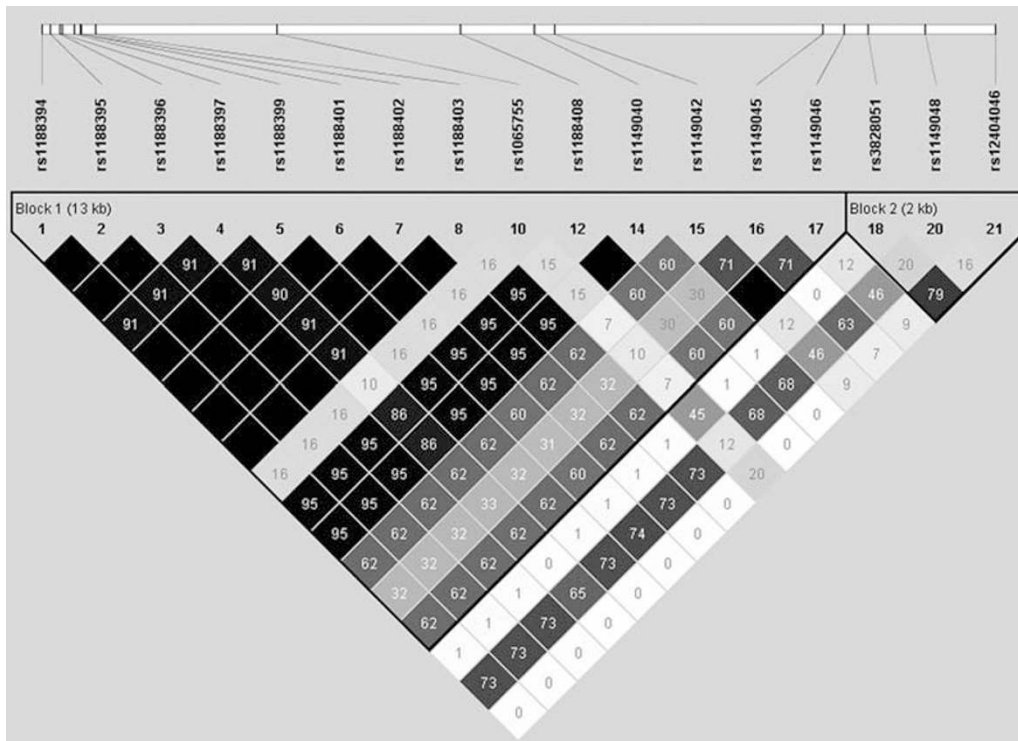 rs1188394
rs1188395
rs1188396
rs1188397
rs1188399
rs1188401
rs1188402
rs1188403
rs1065755
rs1188408
rs1149040
rs1149042
rs1149045
rs1149046
rs3828051
rs1149048
rs12404046
Block 1 (13 kb) Block 2 (2 kb)
1 2 3 4 5 6 7 8 10 12 14 15 16 17 18 20 21
91 91 16 15 60 71 71 12 20 16
91 90 16 95 15 60 30 0 46 79
91 91 16 95 95 7 30 60 12 63 9
91 16 95 95 62 10 60 1 46 7
10 95 95 62 32 7 1 68 9
16 86 95 60 32 62 45 68 0
16 95 86 62 31 62 1 12 0
16 95 95 62 32 60 1 73 20
95 95 62 33 62 1 73 0
95 62 32 62 1 74 0
62 32 62 0 73 0
32 62 1 65 0
62 1 73 0
1 73 0
73 0
0